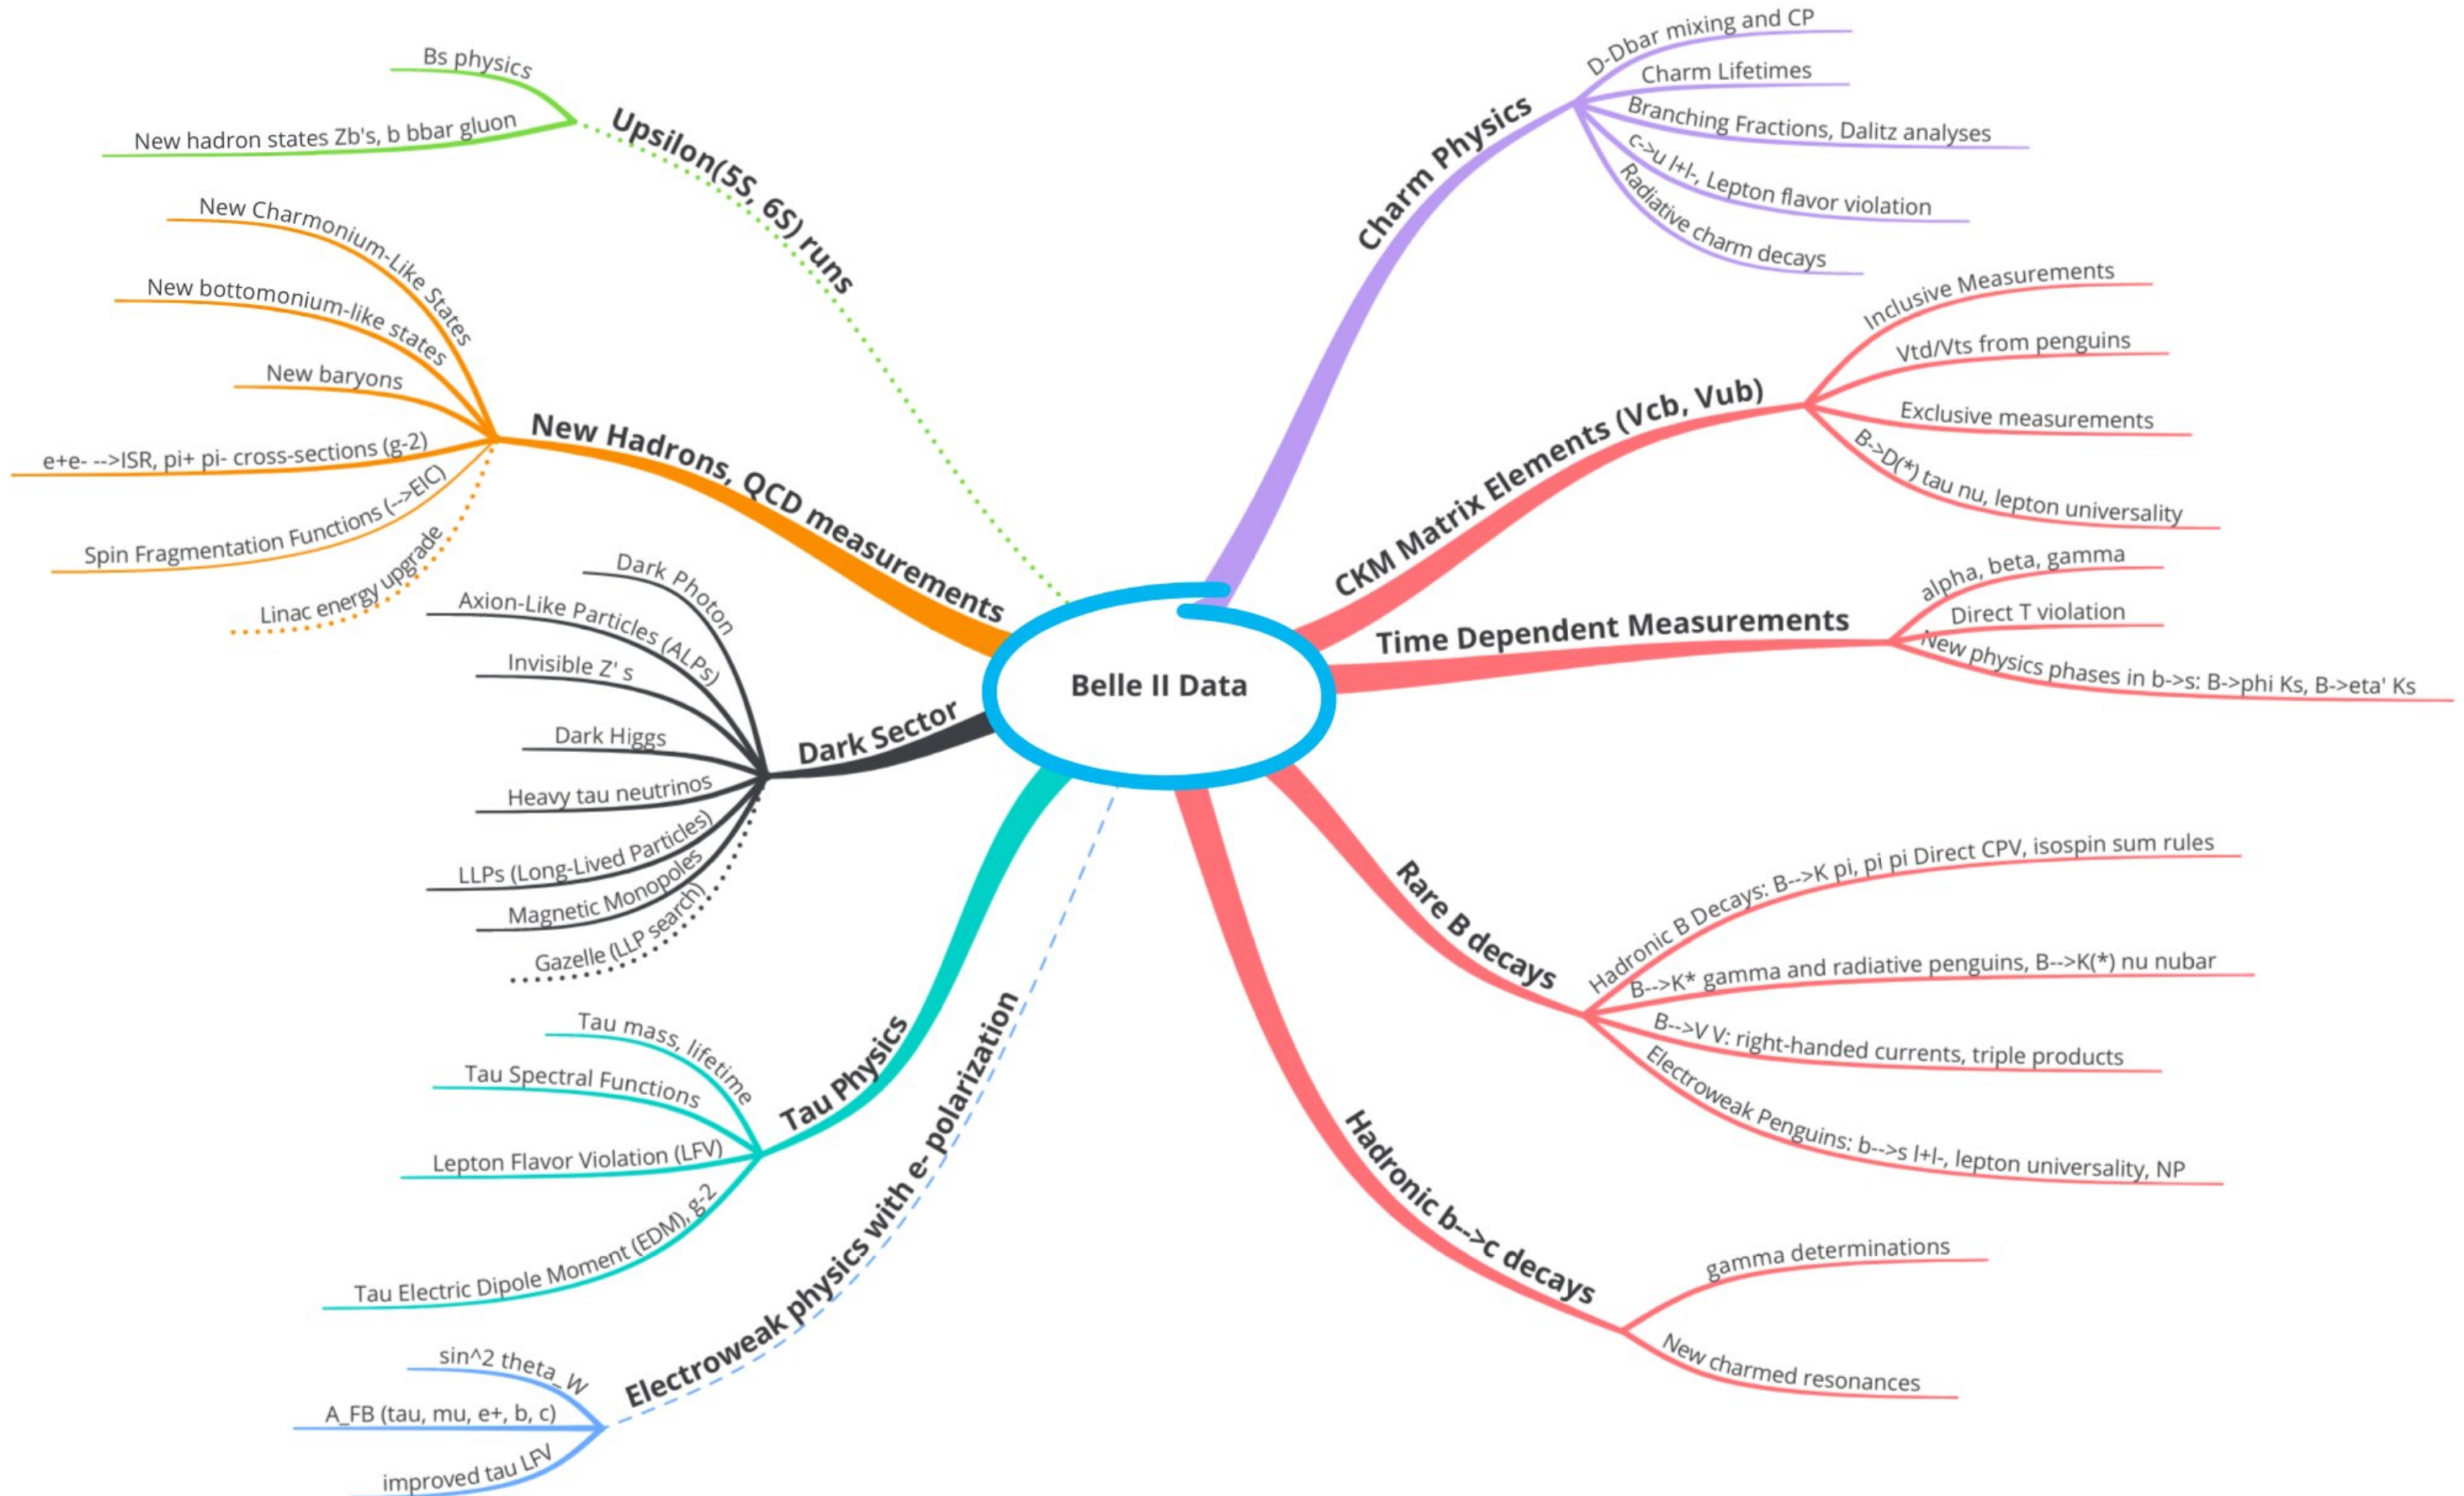 Belle II Data
Upsilon(5S, 6S) runs
Bs physics
New hadron states Zb's, b bbar gluon
New Hadrons, QCD measurements
New Charmonium-Like States
New bottomonium-like states
New baryons
e+e- -->ISR, pi+ pi- cross-sections (g-2)
Spin Fragmentation Functions (-->EIC)
Linac energy upgrade
Dark Sector
Dark Photon
Axion-Like Particles (ALPs)
Invisible Z' s
Dark Higgs
Heavy tau neutrinos
LLPs (Long-Lived Particles)
Magnetic Monopoles
Gazelle (LLP search)
Tau Physics
Tau mass, lifetime
Tau Spectral Functions
Lepton Flavor Violation (LFV)
Tau Electric Dipole Moment (EDM), g-2
Electroweak physics with e- polarization
sin^2 theta_W
A_FB (tau, mu, e+, b, c)
improved tau LFV
Charm Physics
D-Dbar mixing and CP
Charm Lifetimes
Branching Fractions, Dalitz analyses
c->u l+l-, Lepton flavor violation
Radiative charm decays
CKM Matrix Elements (Vcb, Vub)
Inclusive Measurements
Vtd/Vts from penguins
Exclusive measurements
B->D(*) tau nu, lepton universality
Time Dependent Measurements
alpha, beta, gamma
Direct T violation
New physics phases in b->s: B->phi Ks, B->eta' Ks
Rare B decays
Hadronic B Decays: B-->K pi, pi pi Direct CPV, isospin sum rules
B-->K* gamma and radiative penguins, B-->K(*) nu nubar
B-->V V: right-handed currents, triple products
Electroweak Penguins: b-->s l+l-, lepton universality, NP
Hadronic b-->c decays
gamma determinations
New charmed resonances